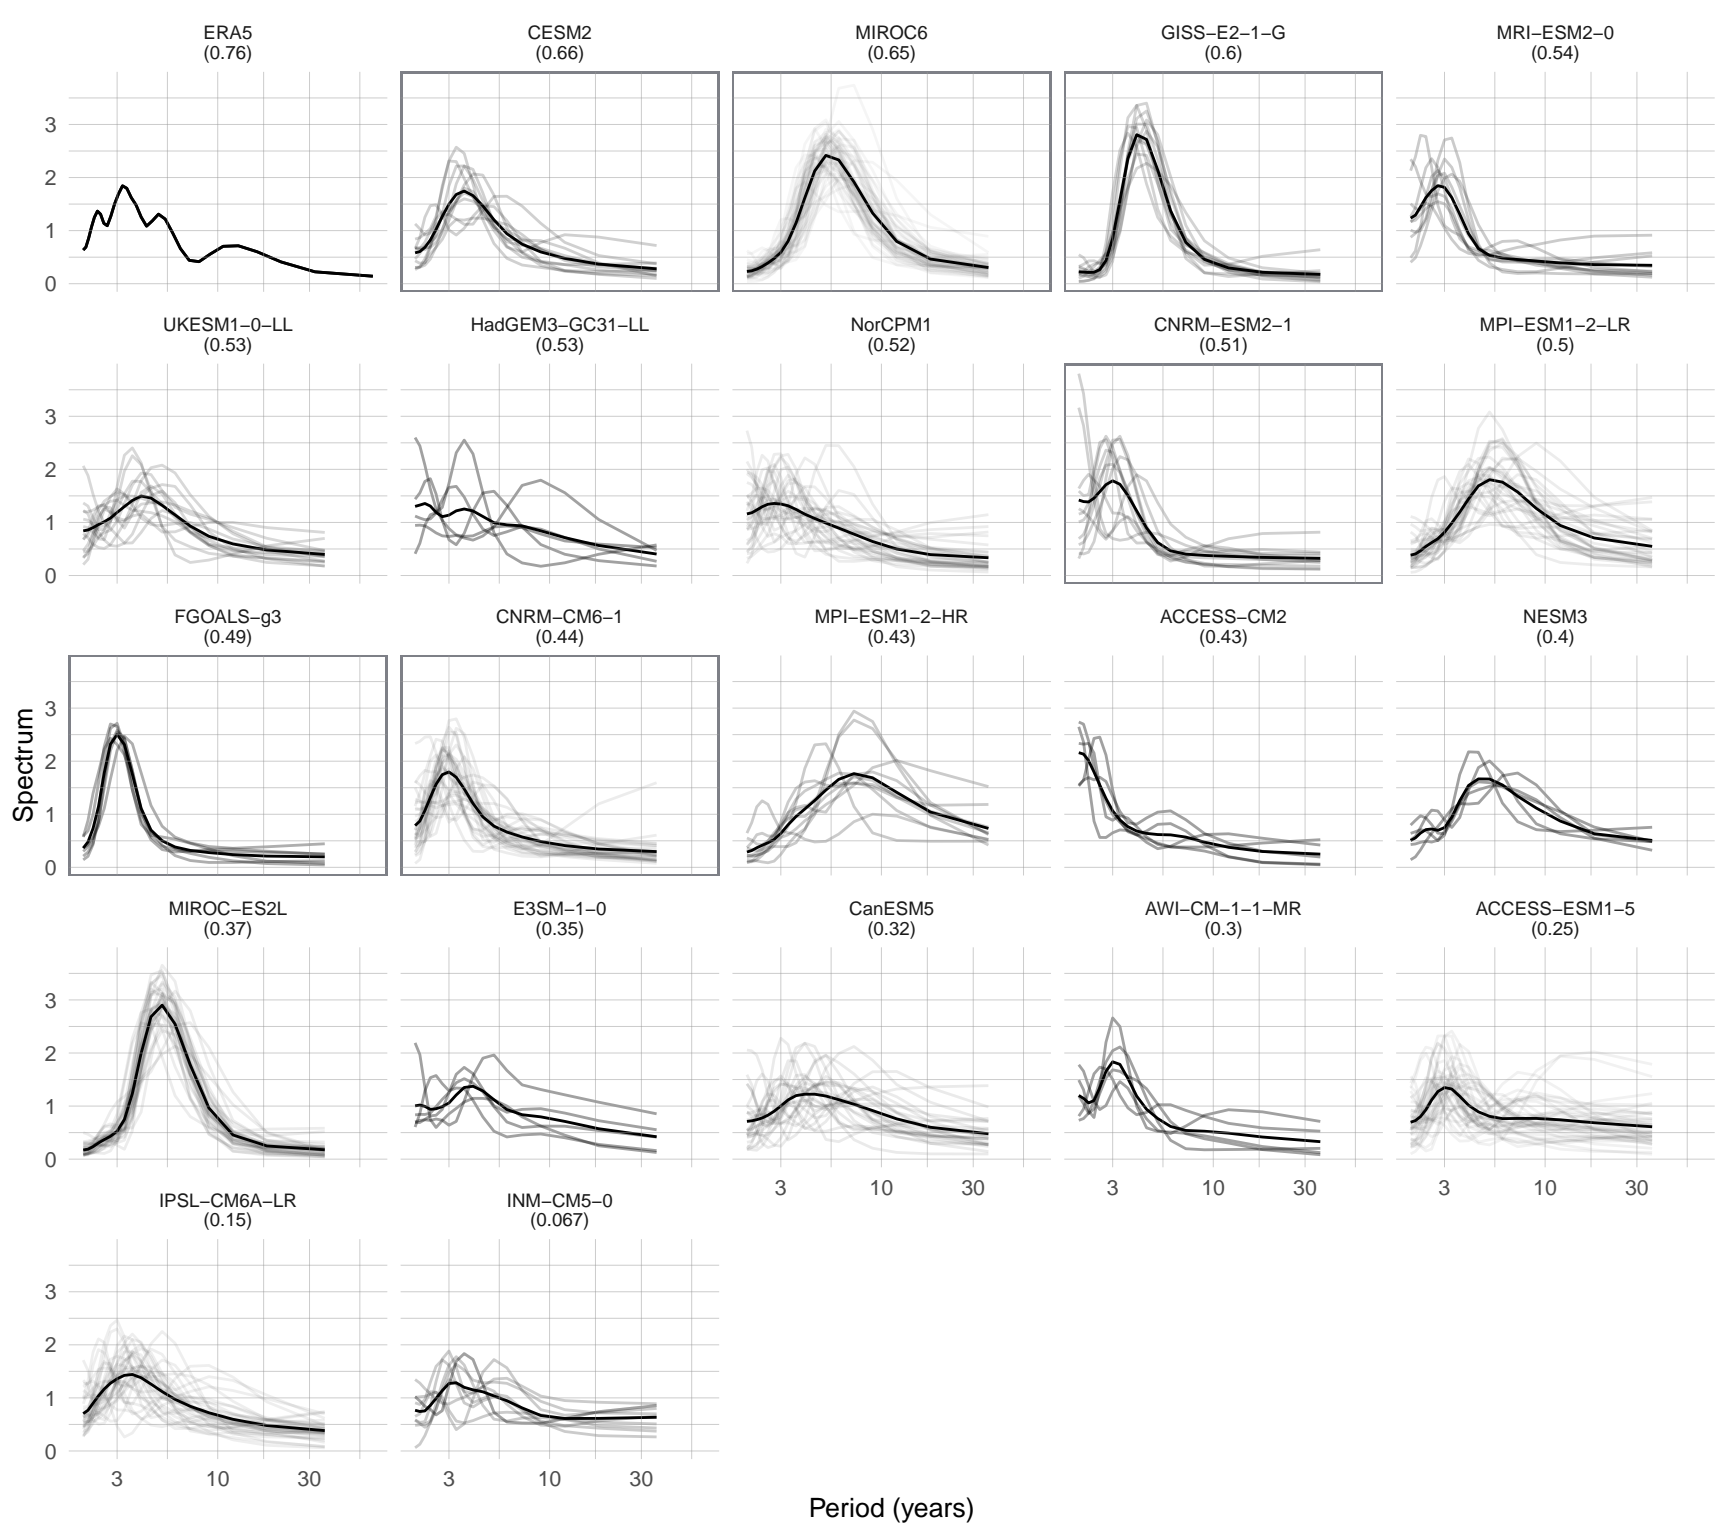 ERA5
(0.76)
CESM2
(0.66)
MIROC6
(0.65)
GISS−E2−1−G
(0.6)
MRI−ESM2−0
(0.54)
3
2
1
0
UKESM1−0−LL
(0.53)
HadGEM3−GC31−LL
(0.53)
NorCPM1
(0.52)
CNRM−ESM2−1
(0.51)
MPI−ESM1−2−LR
(0.5)
3
2
1
0
FGOALS−g3
(0.49)
CNRM−CM6−1
(0.44)
MPI−ESM1−2−HR
(0.43)
ACCESS−CM2
(0.43)
NESM3
(0.4)
Spectrum
3
2
1
0
MIROC−ES2L
(0.37)
E3SM−1−0
(0.35)
CanESM5
(0.32)
AWI−CM−1−1−MR
(0.3)
ACCESS−ESM1−5
(0.25)
3
2
1
0
3 10 30
3 10 30
3 10 30
IPSL−CM6A−LR
(0.15)
INM−CM5−0
(0.067)
3
2
1
0
3 10 30
3 10 30
Period (years)